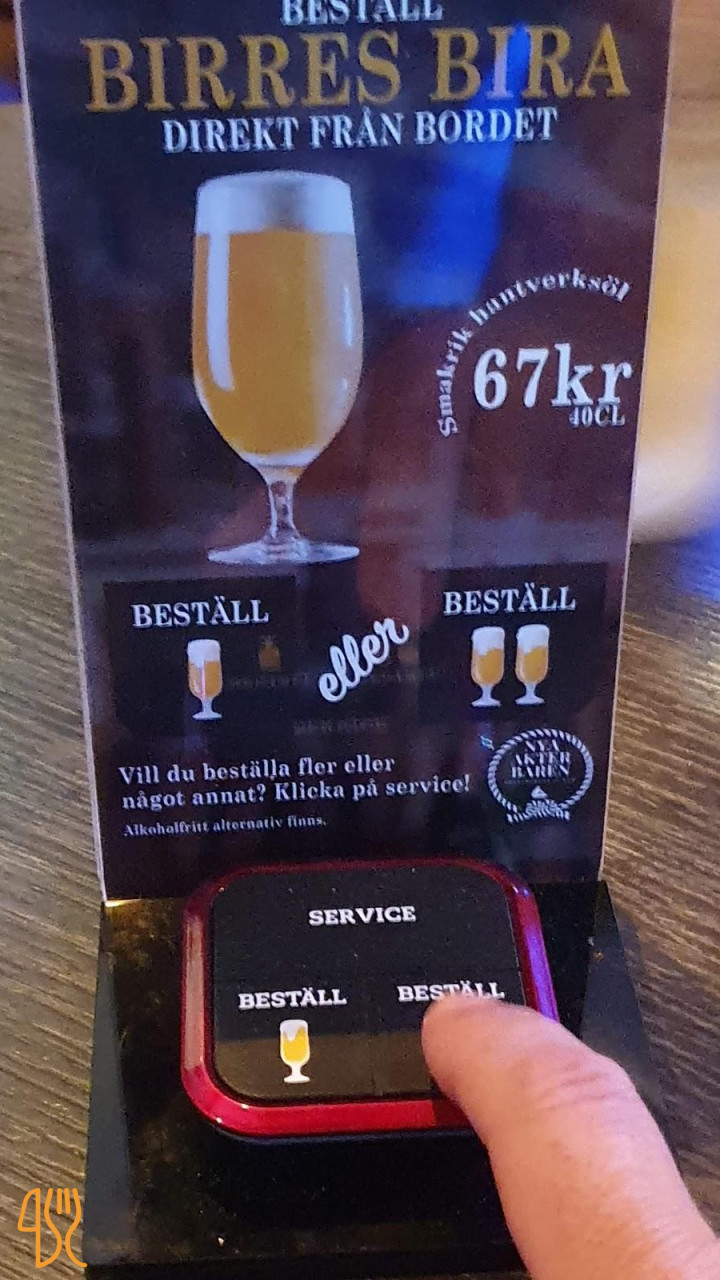 BESTÄLL
BIRRES BIRA
DIREKT FRÅN BORDET
Smakrik hantverksöl
67kr
40CL
BESTÄLL
eller
BESTÄLL
Vill du beställa fler eller
något annat? Klicka på service!
Alkoholfritt alternativ finns.
NYA
AKTER
BAREN
SERVICE
BESTÄLL
BESTÄLL